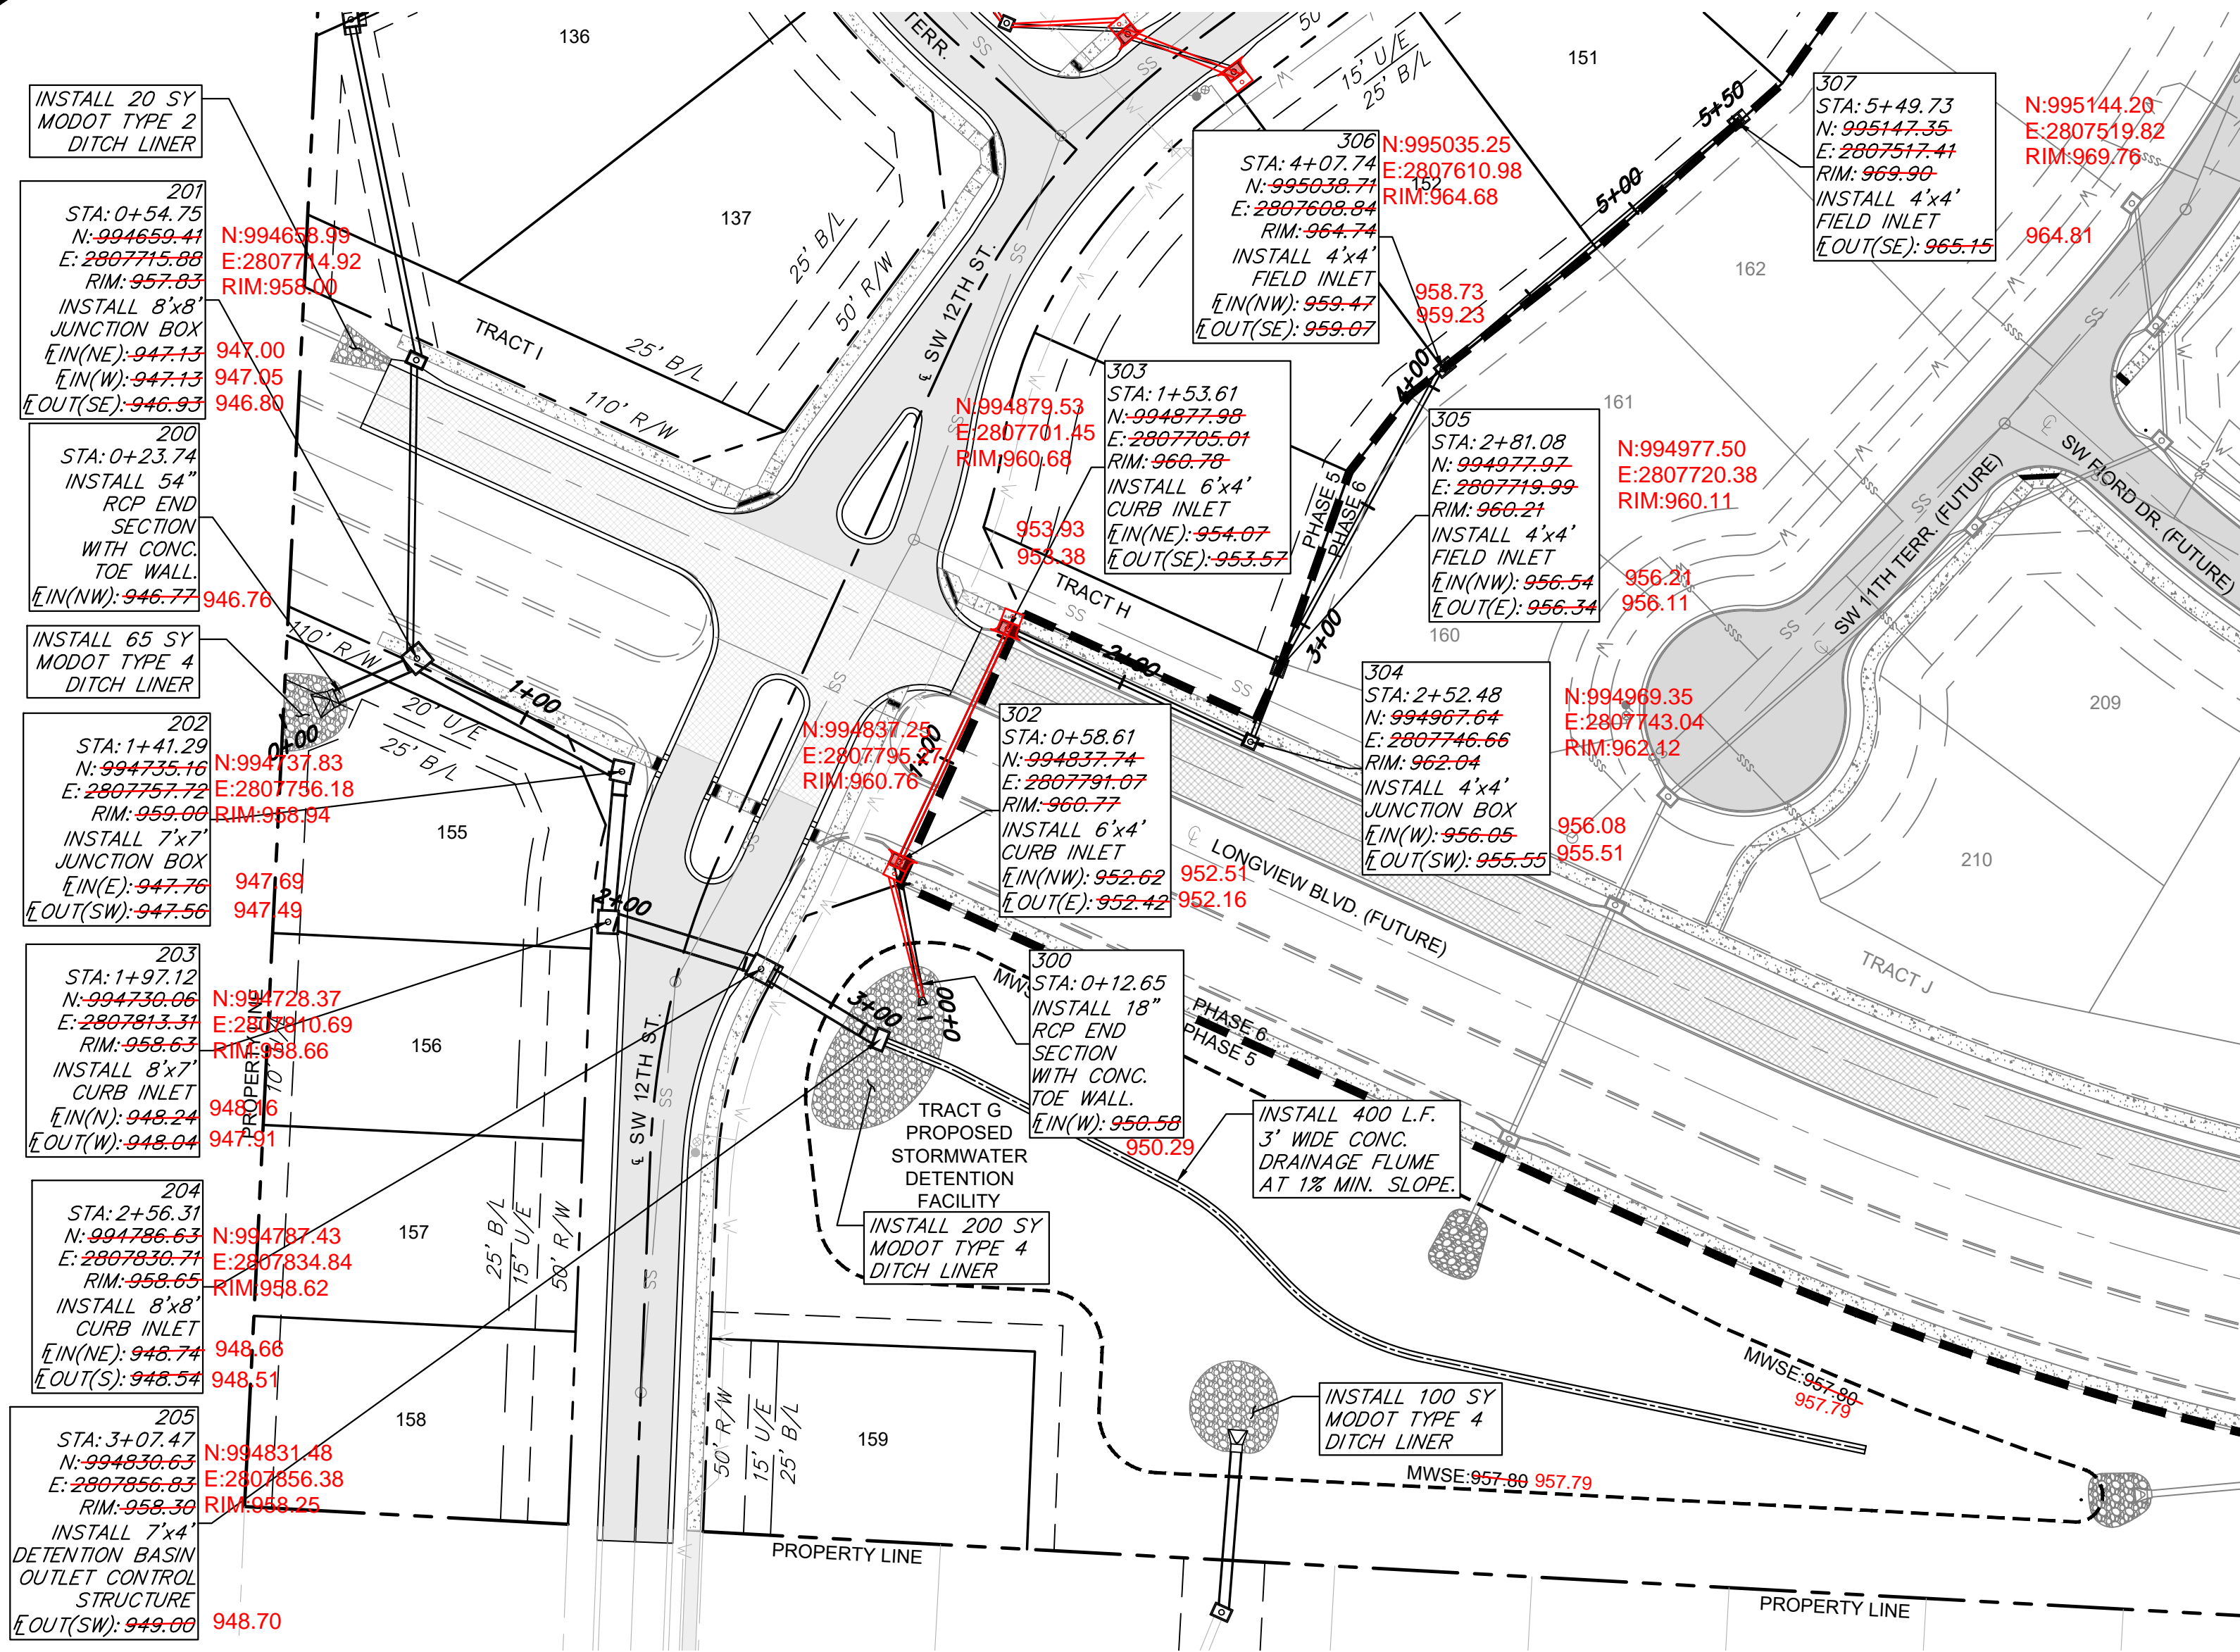 INSTALL 20 SY
MODOT TYPE 2
DITCH LINER
201
STA: 0+54.75
N: 994659.41
E: 2807715.88
RIM: 957.83
INSTALL 8'x8'
JUNCTION BOX
FL IN(NE): 947.13
FL IN(W): 947.13
FL OUT(SE): 946.93
N:994658.99
E:2807714.92
RIM:958.00
947.00
947.05
946.80
200
STA: 0+23.74
INSTALL 54"
RCP END
SECTION
WITH CONC.
TOE WALL.
FL IN(NW): 946.77
946.76
INSTALL 65 SY
MODOT TYPE 4
DITCH LINER
202
STA: 1+41.29
N: 994735.16
E: 2807757.72
RIM: 959.00
INSTALL 7'x7'
JUNCTION BOX
FL IN(E): 947.76
FL OUT(SW): 947.56
N:994737.83
E:2807756.18
RIM:958.94
947.69
947.49
203
STA: 1+97.12
N: 994730.06
E: 2807813.31
RIM: 958.63
INSTALL 8'x7'
CURB INLET
FL IN(N): 948.24
FL OUT(W): 948.04
N:994728.37
E:2807810.69
RIM:958.66
948.16
947.91
204
STA: 2+56.31
N: 994786.63
E: 2807830.71
RIM: 958.65
INSTALL 8'x8'
CURB INLET
FL IN(NE): 948.74
FL OUT(S): 948.54
N:994787.43
E:2807834.84
RIM:958.62
948.66
948.51
205
STA: 3+07.47
N: 994830.63
E: 2807856.83
RIM: 958.30
INSTALL 7'x4'
DETENTION BASIN
OUTLET CONTROL
STRUCTURE
FL OUT(SW): 949.00
N:994831.48
E:2807856.38
RIM:958.25
948.70
136
137
TERR.
SS
W
50'
15' U/E
25' B/L
151
152
25' B/L
50' R/W
TRACT I
25' B/L
110' R/W
℄ SW 12TH ST.
SS
306
STA: 4+07.74
N: 995038.71
E: 2807608.84
RIM: 964.74
INSTALL 4'x4'
FIELD INLET
FL IN(NW): 959.47
FL OUT(SE): 959.07
N:995035.25
E:2807610.98
RIM:964.68
958.73
959.23
307
STA: 5+49.73
N: 995147.35
E: 2807517.41
RIM: 969.90
INSTALL 4'x4'
FIELD INLET
FL OUT(SE): 965.15
N:995144.20
E:2807519.82
RIM:969.76
964.81
5+50
5+00
4+00
162
161
160
303
STA: 1+53.61
N: 994877.98
E: 2807705.01
RIM: 960.78
INSTALL 6'x4'
CURB INLET
FL IN(NE): 954.07
FL OUT(SE): 953.57
N:994879.53
E:2807701.45
RIM:960.68
953.93
953.38
305
STA: 2+81.08
N: 994977.97
E: 2807719.99
RIM: 960.21
INSTALL 4'x4'
FIELD INLET
FL IN(NW): 956.54
FL OUT(E): 956.34
N:994977.50
E:2807720.38
RIM:960.11
956.21
956.11
PHASE 5
PHASE 6
TRACT H
3+00
2+00
304
STA: 2+52.48
N: 994967.64
E: 2807746.66
RIM: 962.04
INSTALL 4'x4'
JUNCTION BOX
FL IN(W): 956.05
FL OUT(SW): 955.55
N:994969.35
E:2807743.04
RIM:962.12
956.08
955.51
302
STA: 0+58.61
N: 994837.74
E: 2807791.07
RIM: 960.77
INSTALL 6'x4'
CURB INLET
FL IN(NW): 952.62
FL OUT(E): 952.42
N:994837.25
E:2807795.27
RIM:960.76
952.51
952.16
1+00
300
STA: 0+12.65
INSTALL 18"
RCP END
SECTION
WITH CONC.
TOE WALL.
FL IN(W): 950.58
950.29
SW 11TH TERR. (FUTURE)
℄ SW FIORD DR. (FUTURE)
℄ LONGVIEW BLVD. (FUTURE)
209
210
TRACT J
110' R/W
20' U/E
25' B/L
0+00
1+00
2+00
3+00
0+00
155
156
157
158
159
PROPERTY LINE
10'
25' B/L
15' U/E
50' R/W
℄ SW 12TH ST.
SS
50' R/W
15' U/E
25' B/L
MWS
PHASE 6
PHASE 5
TRACT G
PROPOSED
STORMWATER
DETENTION
FACILITY
INSTALL 200 SY
MODOT TYPE 4
DITCH LINER
INSTALL 400 L.F.
3' WIDE CONC.
DRAINAGE FLUME
AT 1% MIN. SLOPE.
INSTALL 100 SY
MODOT TYPE 4
DITCH LINER
MWSE:957.80
957.79
MWSE:957.80 957.79
PROPERTY LINE
PROPERTY LINE